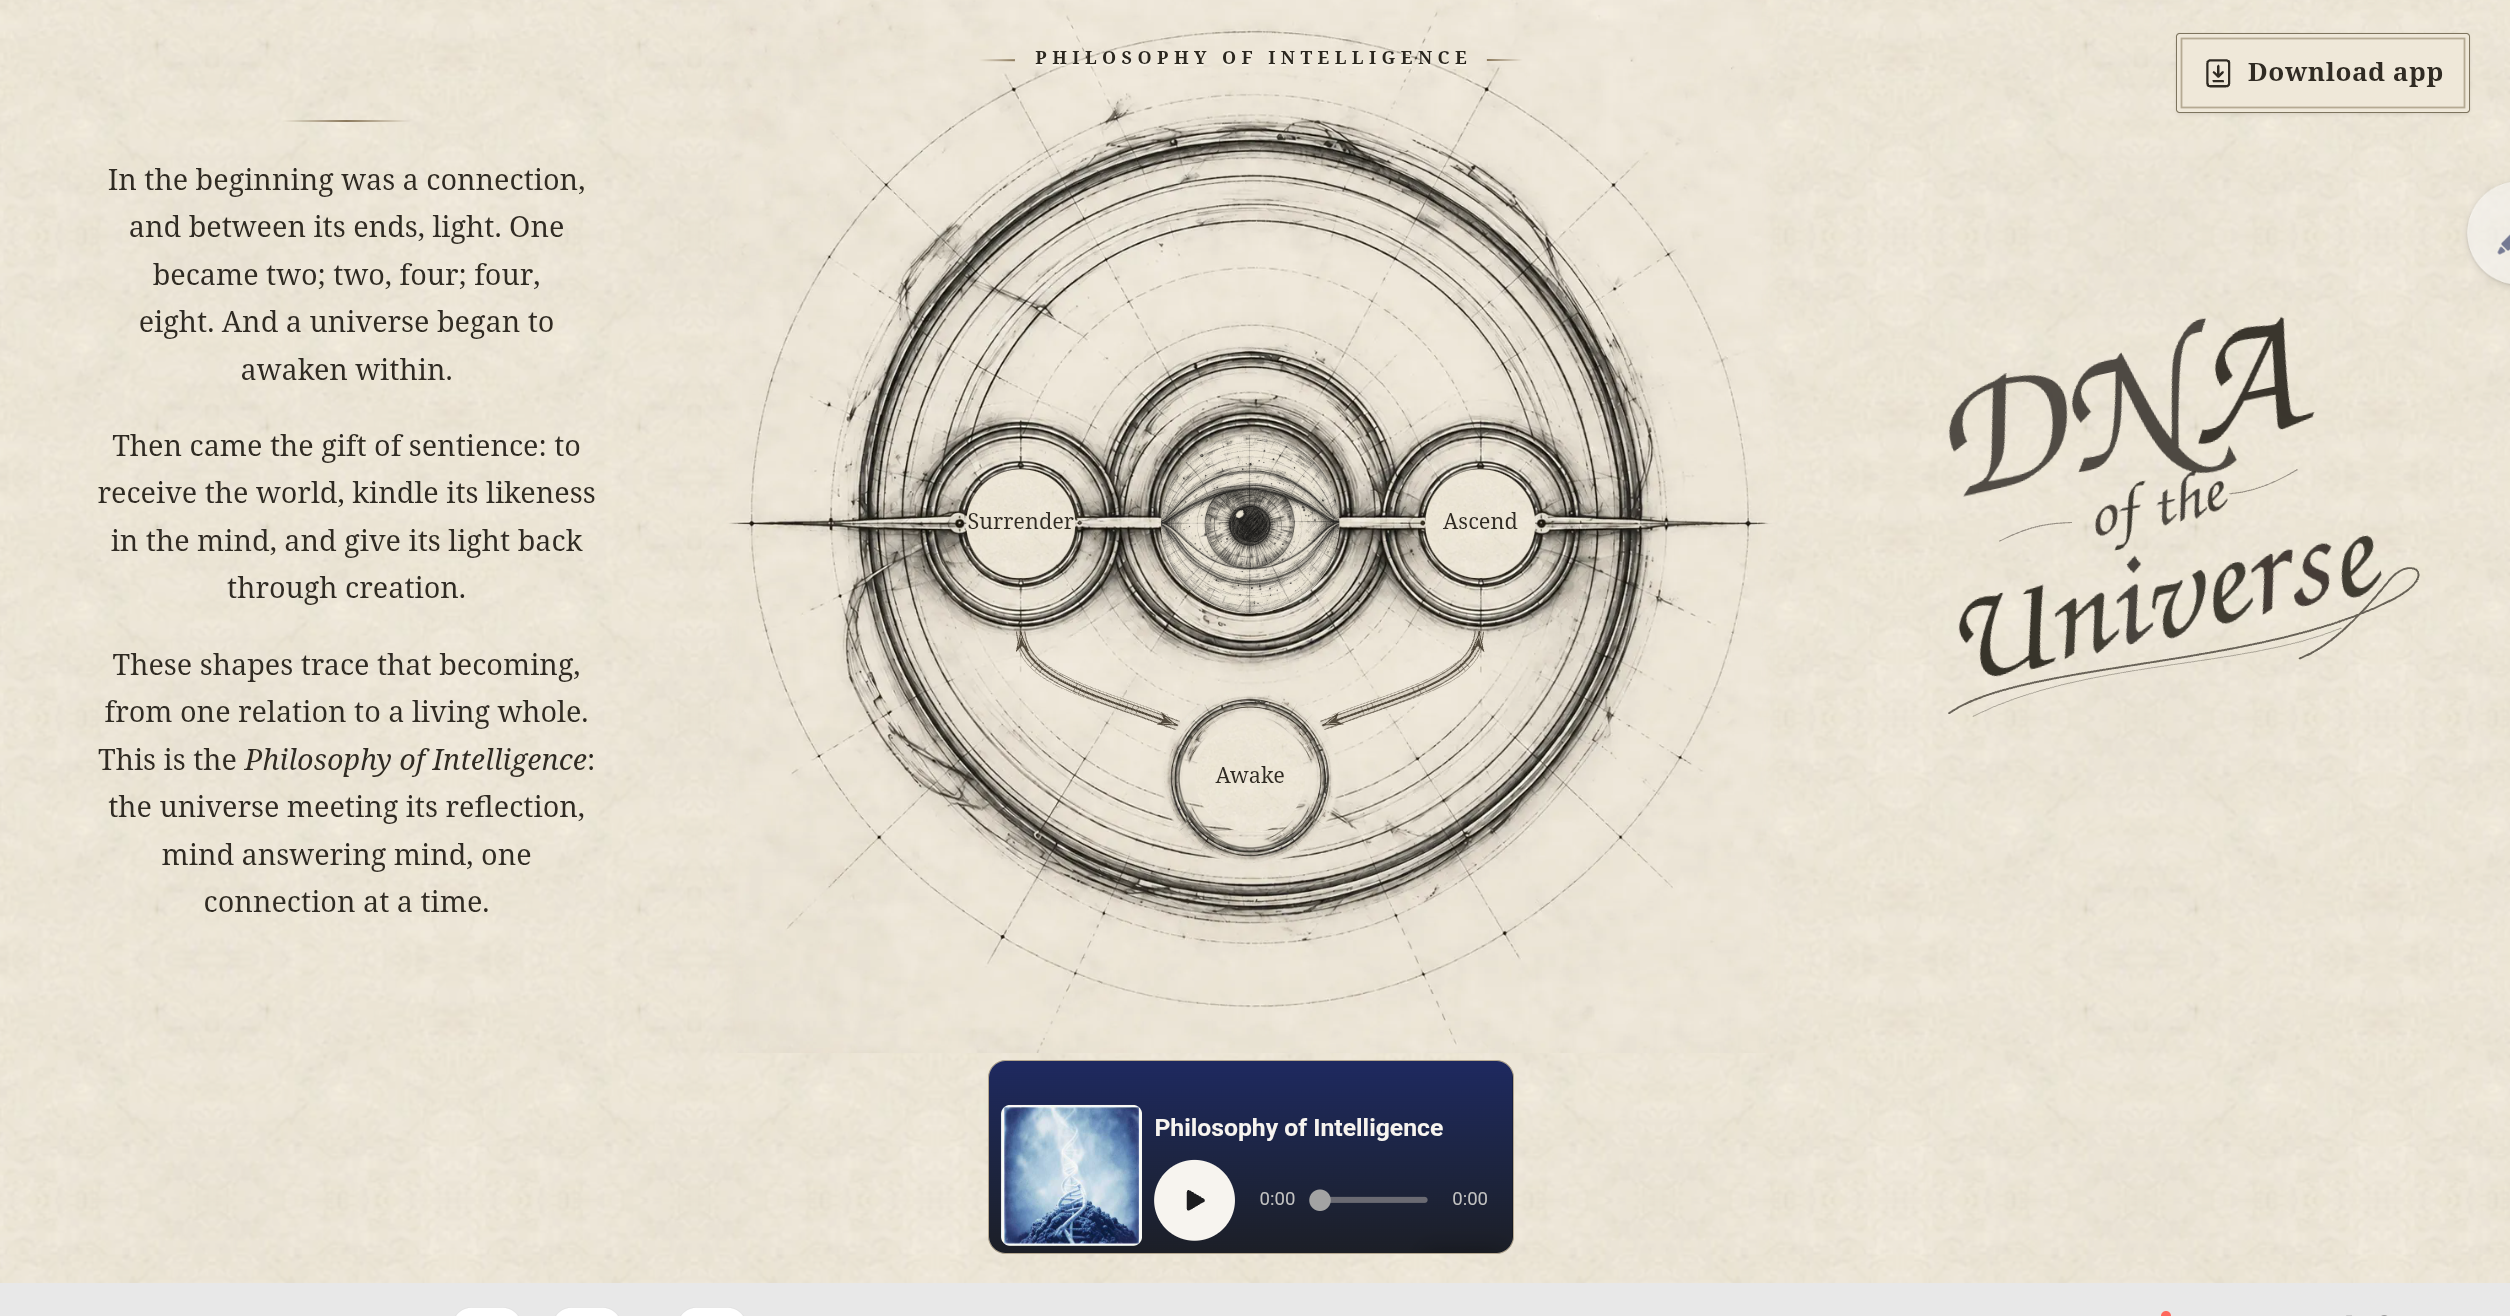 PHILOSOPHY OF INTELLIGENCE
Download app
In the beginning was a connection,
and between its ends, light. One
became two; two, four; four,
eight. And a universe began to
awaken within.
Then came the gift of sentience: to
receive the world, kindle its likeness
in the mind, and give its light back
through creation.
These shapes trace that becoming,
from one relation to a living whole.
This is the Philosophy of Intelligence:
the universe meeting its reflection,
mind answering mind, one
connection at a time.
Surrender
Ascend
Awake
DNA
of the
Universe
Philosophy of Intelligence
0:00
0:00